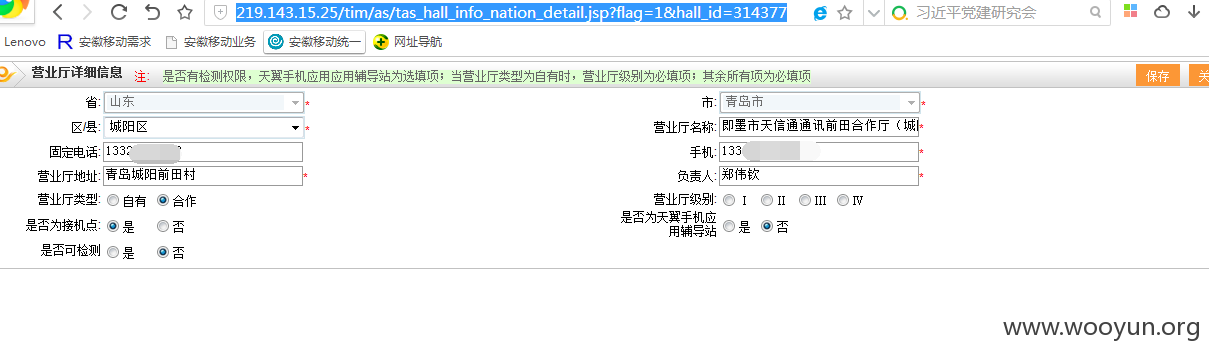 219.143.15.25/tim/as/tas_hall_info_nation_detail.jsp?flag=1&hall_id=314377 习近平党建研究会
Lenovo R 安徽移动需求 安徽移动业务 安徽移动统一 网址导航
营业厅详细信息 注: 是否有检测权限，天翼手机应用应用辅导站为选填项；当营业厅类型为自有时，营业厅级别为必填项；其余所有项为必填项 保存
省: 山东 * 市: 青岛市 *
区/县: 城阳区 * 营业厅名称: 即墨市天信通通讯前田合作厅（城 *
固定电话: 133 手机: 133 *
营业厅地址: 青岛城阳前田村 * 负责人: 郑伟钦 *
营业厅类型: 自有 合作 营业厅级别: I II III IV
是否为接机点: 是 否 是否为天翼手机应用辅导站 是 否
是否可检测 是 否
www.wooyun.org